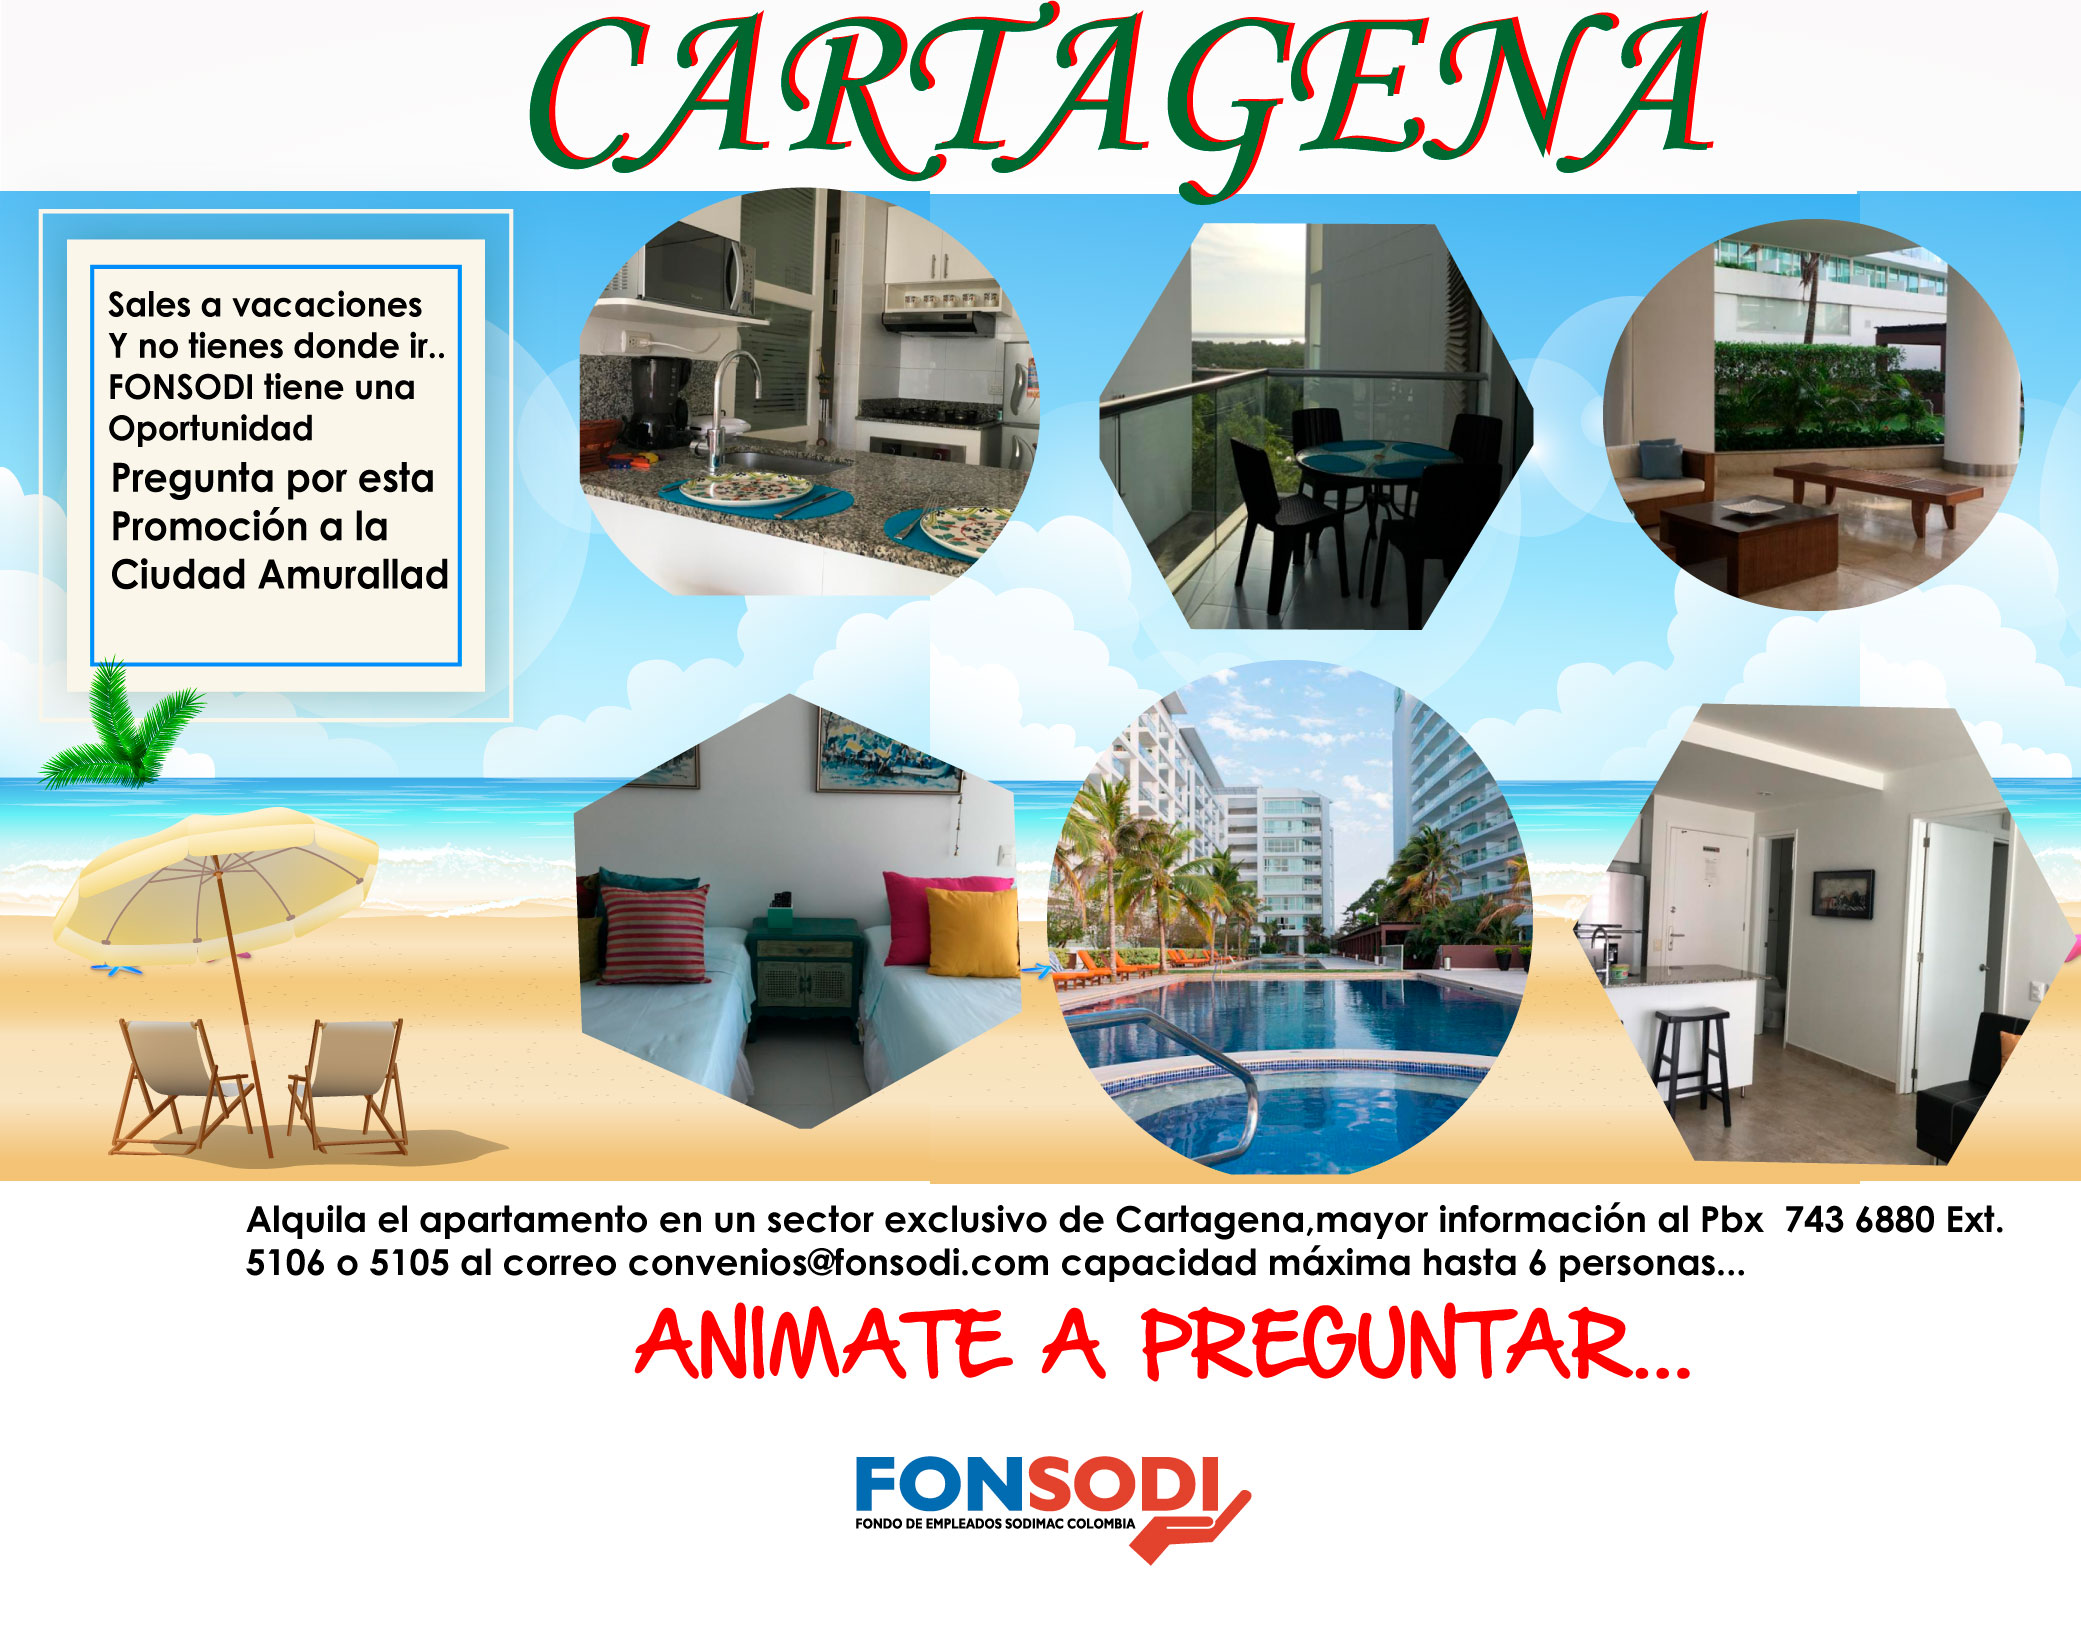 CARTAGENA
Sales a vacaciones
Y no tienes donde ir..
FONSODI tiene una
Oportunidad
Pregunta por esta
Promoción a la
Ciudad Amurallad
Alquila el apartamento en un sector exclusivo de Cartagena,mayor información al Pbx 743 6880 Ext.
5106 o 5105 al correo convenios@fonsodi.com capacidad máxima hasta 6 personas...
ANIMATE A PREGUNTAR...
FONSODI
FONDO DE EMPLEADOS SODIMAC COLOMBIA